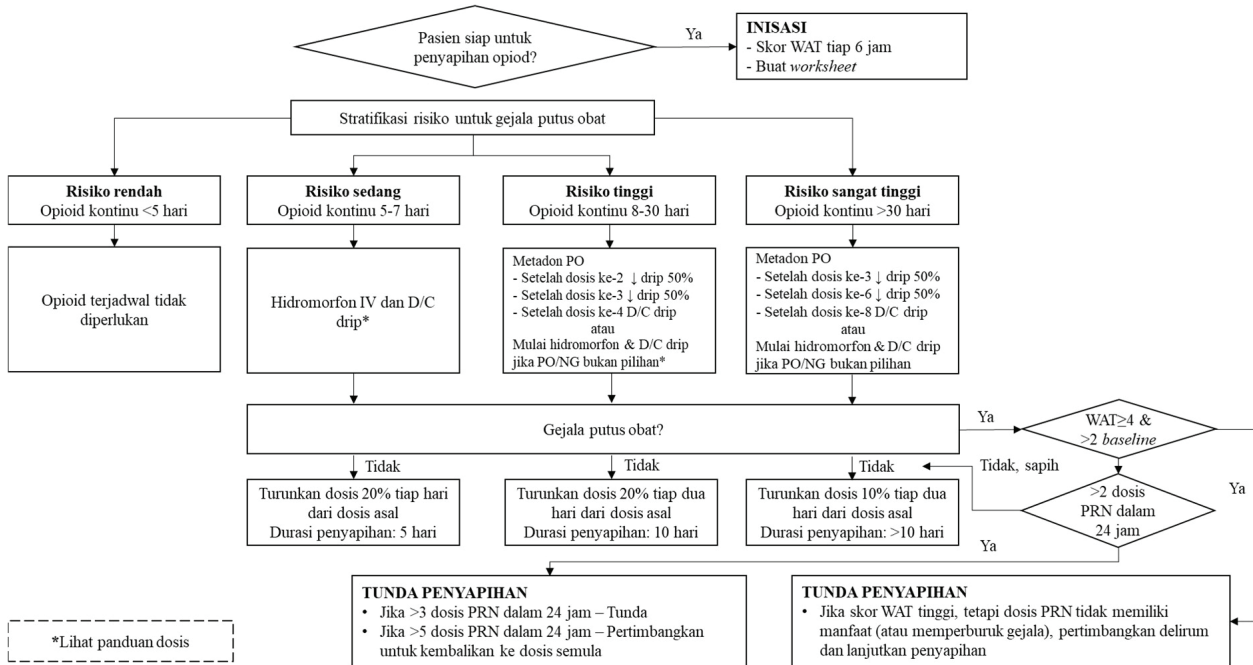 Pasien siap untuk
penyapihan opiod?
Ya
INISASI
- Skor WAT tiap 6 jam
- Buat worksheet
Stratifikasi risiko untuk gejala putus obat
Risiko rendah
Opioid kontinu <5 hari
Risiko sedang
Opioid kontinu 5-7 hari
Risiko tinggi
Opioid kontinu 8-30 hari
Risiko sangat tinggi
Opioid kontinu >30 hari
Opioid terjadwal tidak
diperlukan
Hidromorfon IV dan D/C
drip*
Metadon PO
- Setelah dosis ke-2 ↓ drip 50%
- Setelah dosis ke-3 ↓ drip 50%
- Setelah dosis ke-4 D/C drip
atau
Mulai hidromorfon & D/C drip
jika PO/NG bukan pilihan*
Metadon PO
- Setelah dosis ke-3 ↓ drip 50%
- Setelah dosis ke-6 ↓ drip 50%
- Setelah dosis ke-8 D/C drip
atau
Mulai hidromorfon & D/C drip
jika PO/NG bukan pilihan
Gejala putus obat?
Ya
WAT≥4 &
>2 baseline
Tidak
Tidak
Tidak
Tidak, sapih
Turunkan dosis 20% tiap hari
dari dosis asal
Durasi penyapihan: 5 hari
Turunkan dosis 20% tiap dua
hari dari dosis asal
Durasi penyapihan: 10 hari
Turunkan dosis 10% tiap dua
hari dari dosis asal
Durasi penyapihan: >10 hari
>2 dosis
PRN dalam
24 jam
Ya
Ya
TUNDA PENYAPIHAN
• Jika >3 dosis PRN dalam 24 jam – Tunda
• Jika >5 dosis PRN dalam 24 jam – Pertimbangkan
untuk kembalikan ke dosis semula
TUNDA PENYAPIHAN
• Jika skor WAT tinggi, tetapi dosis PRN tidak memiliki
manfaat (atau memperburuk gejala), pertimbangkan delirum
dan lanjutkan penyapihan
*Lihat panduan dosis